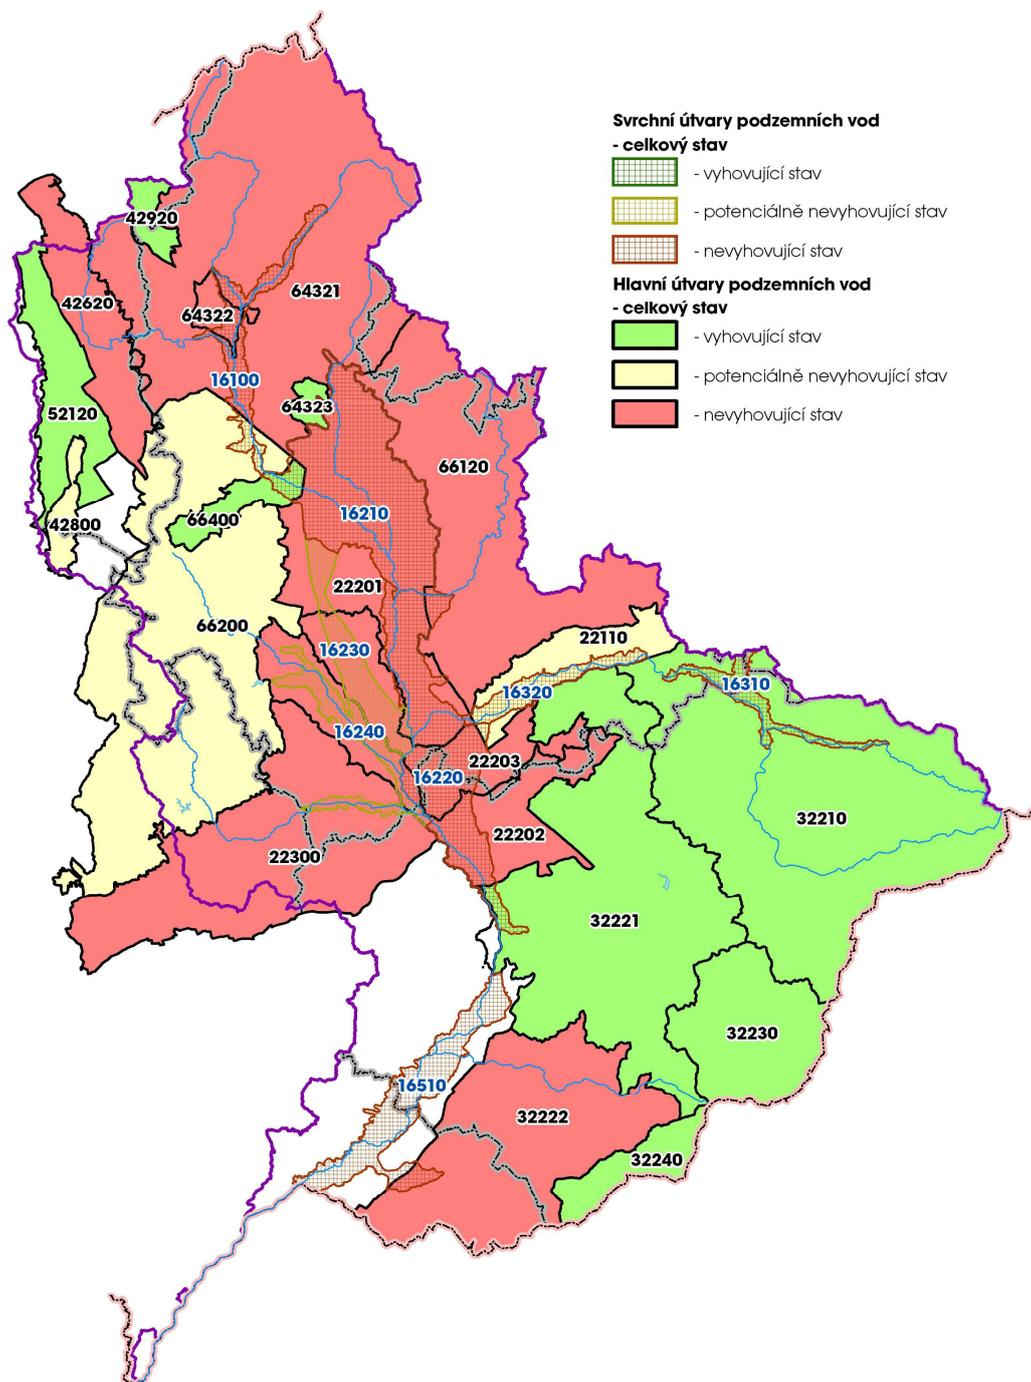 Svrchní útvary podzemních vod
- celkový stav
- vyhovující stav
- potenciálně nevyhovující stav
- nevyhovující stav
Hlavní útvary podzemních vod
- celkový stav
- vyhovující stav
- potenciálně nevyhovující stav
- nevyhovující stav
42920
64321
42620
64322
16100
64323
52120
66120
16210
66400
42800
22201
66200
22110
16230
16320
16310
16240
22203
16220
32210
22202
22300
32221
32230
16510
32222
32240